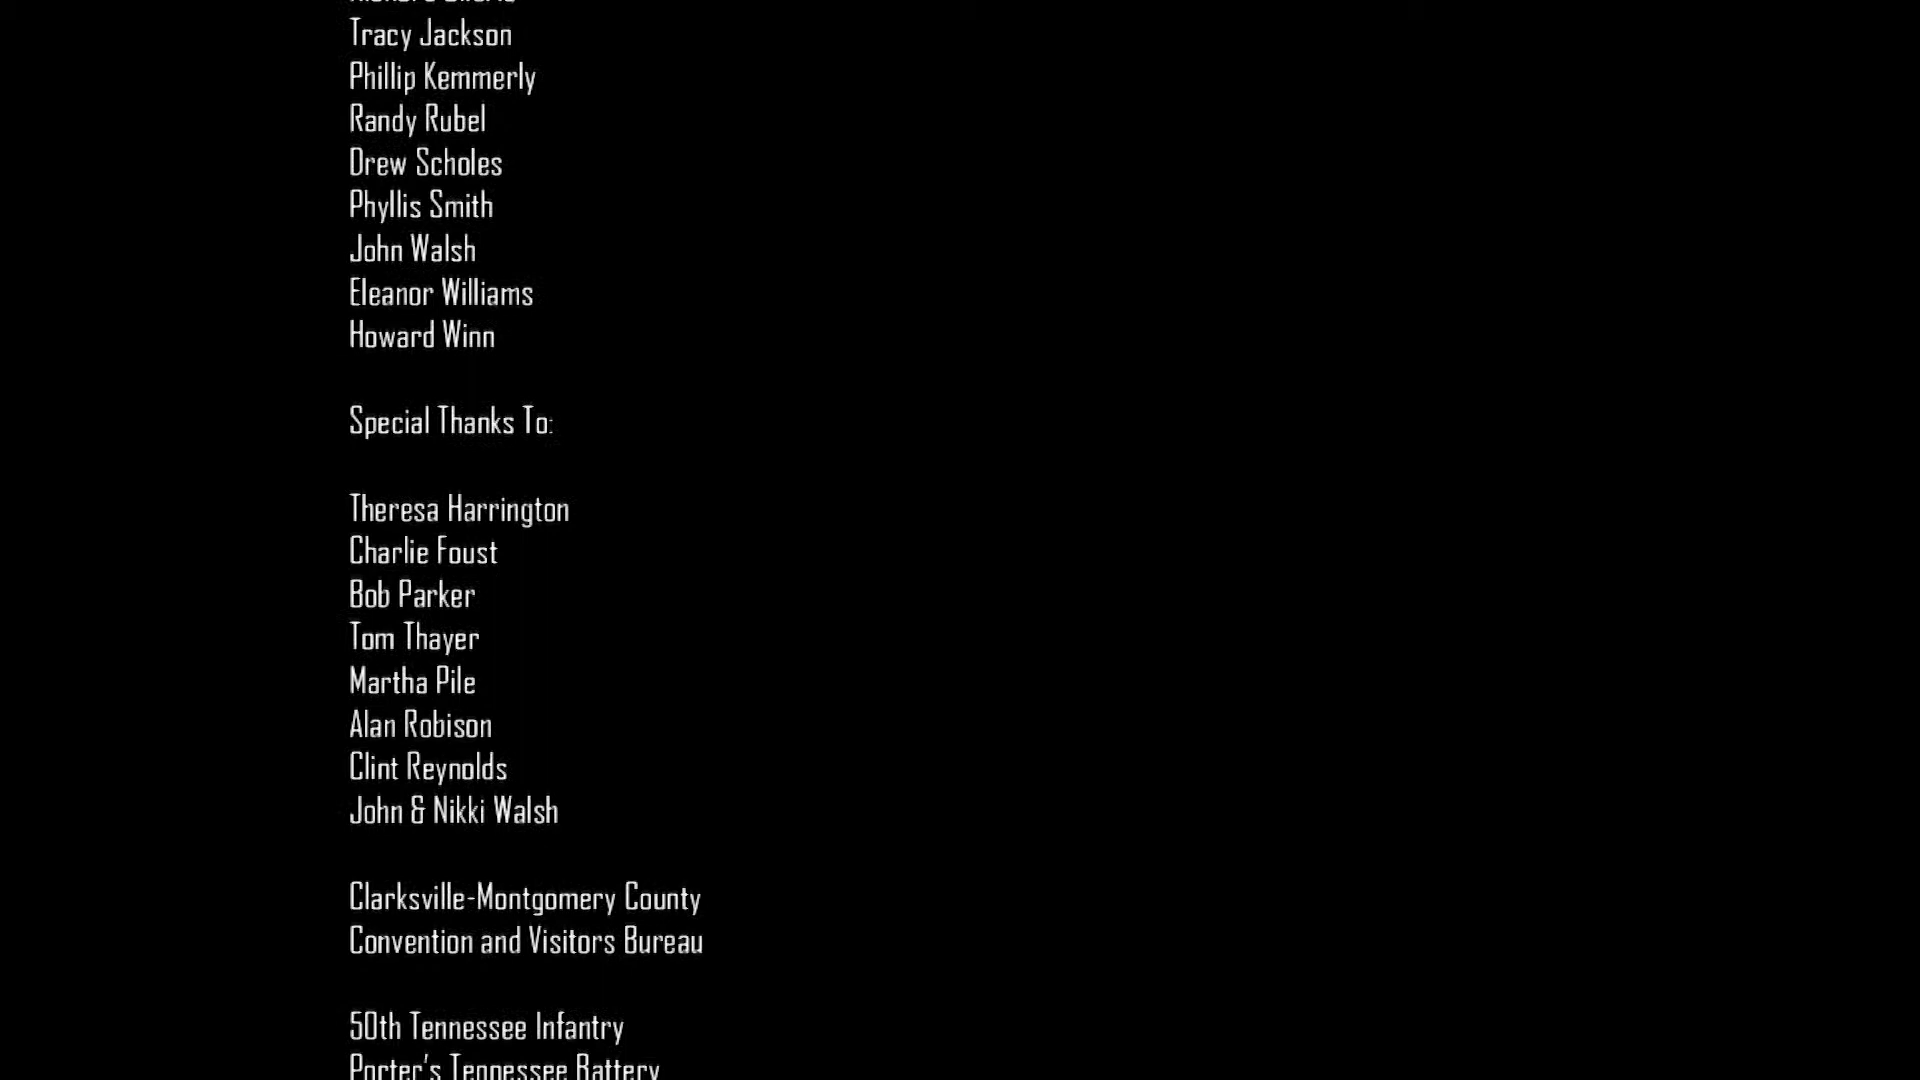 Tracy Jackson
Phillip Kemmerly
Randy Rubel
Drew Scholes
Phyllis Smith
John Walsh
Eleanor Williams
Howard Winn
Special Thanks To:
Theresa Harrington
Charlie Foust
Bob Parker
Tom Thayer
Martha Pile
Alan Robison
Clint Reynolds
John & Nikki Walsh
Clarksville-Montgomery County
Convention and Visitors Bureau
50th Tennessee Infantry
Porter's Tennessee Battery